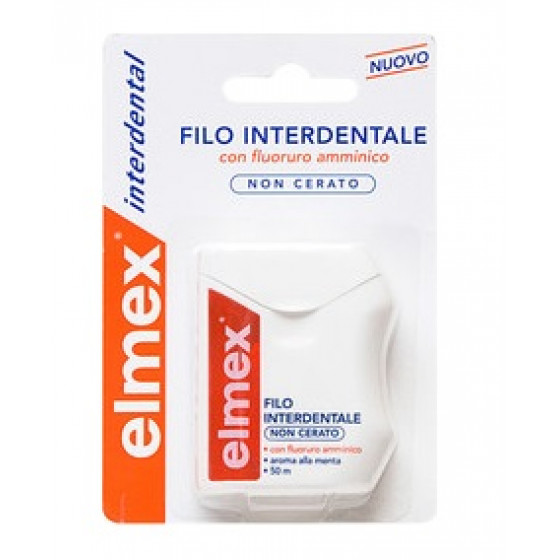 NUOVO
FILO INTERDENTALE
con fluoruro amminico
NON CERATO
elmex® interdental
elmex®
FILO
INTERDENTALE
NON CERATO
• con fluoruro amminico
• aroma alla menta
• 50 m